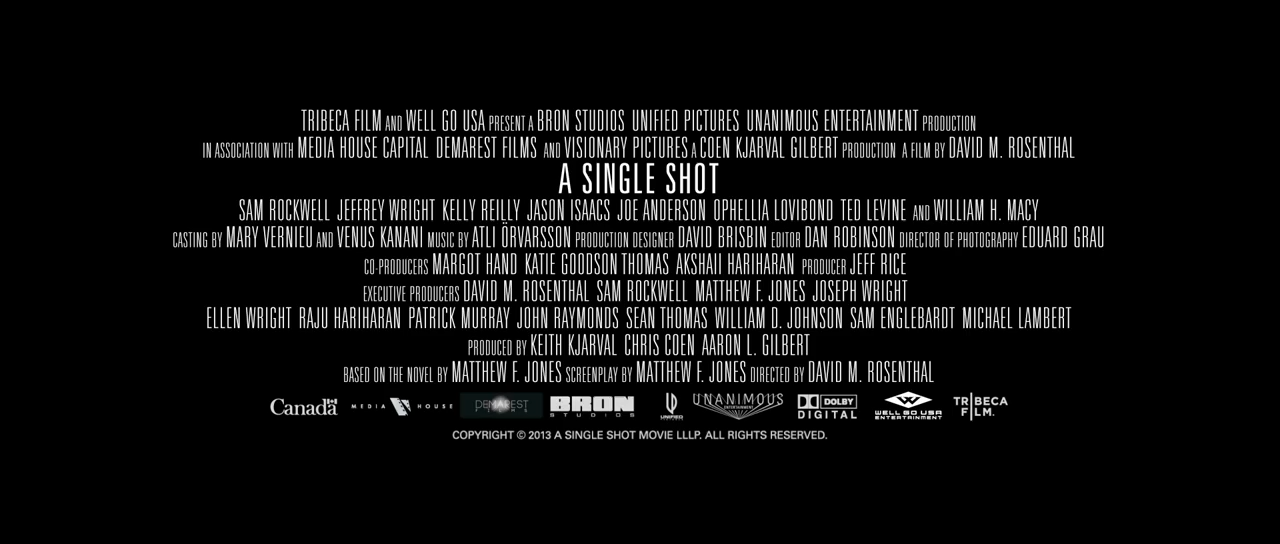 TRIBECA FILM AND WELL GO USA PRESENT A BRON STUDIOS UNIFIED PICTURES UNANIMOUS ENTERTAINMENT PRODUCTION
IN ASSOCIATION WITH MEDIA HOUSE CAPITAL DEMAREST FILMS AND VISIONARY PICTURES A COEN KJARVAL GILBERT PRODUCTION A FILM BY DAVID M. ROSENTHAL
A SINGLE SHOT
SAM ROCKWELL JEFFREY WRIGHT KELLY REILLY JASON ISAACS JOE ANDERSON OPHELLIA LOVIBOND TED LEVINE AND WILLIAM H. MACY
CASTING BY MARY VERNIEU AND VENUS KANANI MUSIC BY ATLI ÖRVARSSON PRODUCTION DESIGNER DAVID BRISBIN EDITOR DAN ROBINSON DIRECTOR OF PHOTOGRAPHY EDUARD GRAU
CO-PRODUCERS MARGOT HAND KATIE GOODSON THOMAS AKSHAII HARIHARAN PRODUCER JEFF RICE
EXECUTIVE PRODUCERS DAVID M. ROSENTHAL SAM ROCKWELL MATTHEW F. JONES JOSEPH WRIGHT
ELLEN WRIGHT RAJU HARIHARAN PATRICK MURRAY JOHN RAYMONDS SEAN THOMAS WILLIAM D. JOHNSON SAM ENGLEBARDT MICHAEL LAMBERT
PRODUCED BY KEITH KJARVAL CHRIS COEN AARON L. GILBERT
BASED ON THE NOVEL BY MATTHEW F. JONES SCREENPLAY BY MATTHEW F. JONES DIRECTED BY DAVID M. ROSENTHAL
Canada MEDIA HOUSE DEMAREST FILMS BRON STUDIOS UNIFIED UNANIMOUS ENTERTAINMENT DOLBY DIGITAL WELL GO USA ENTERTAINMENT TRIBECA FILM.
COPYRIGHT © 2013 A SINGLE SHOT MOVIE LLLP. ALL RIGHTS RESERVED.